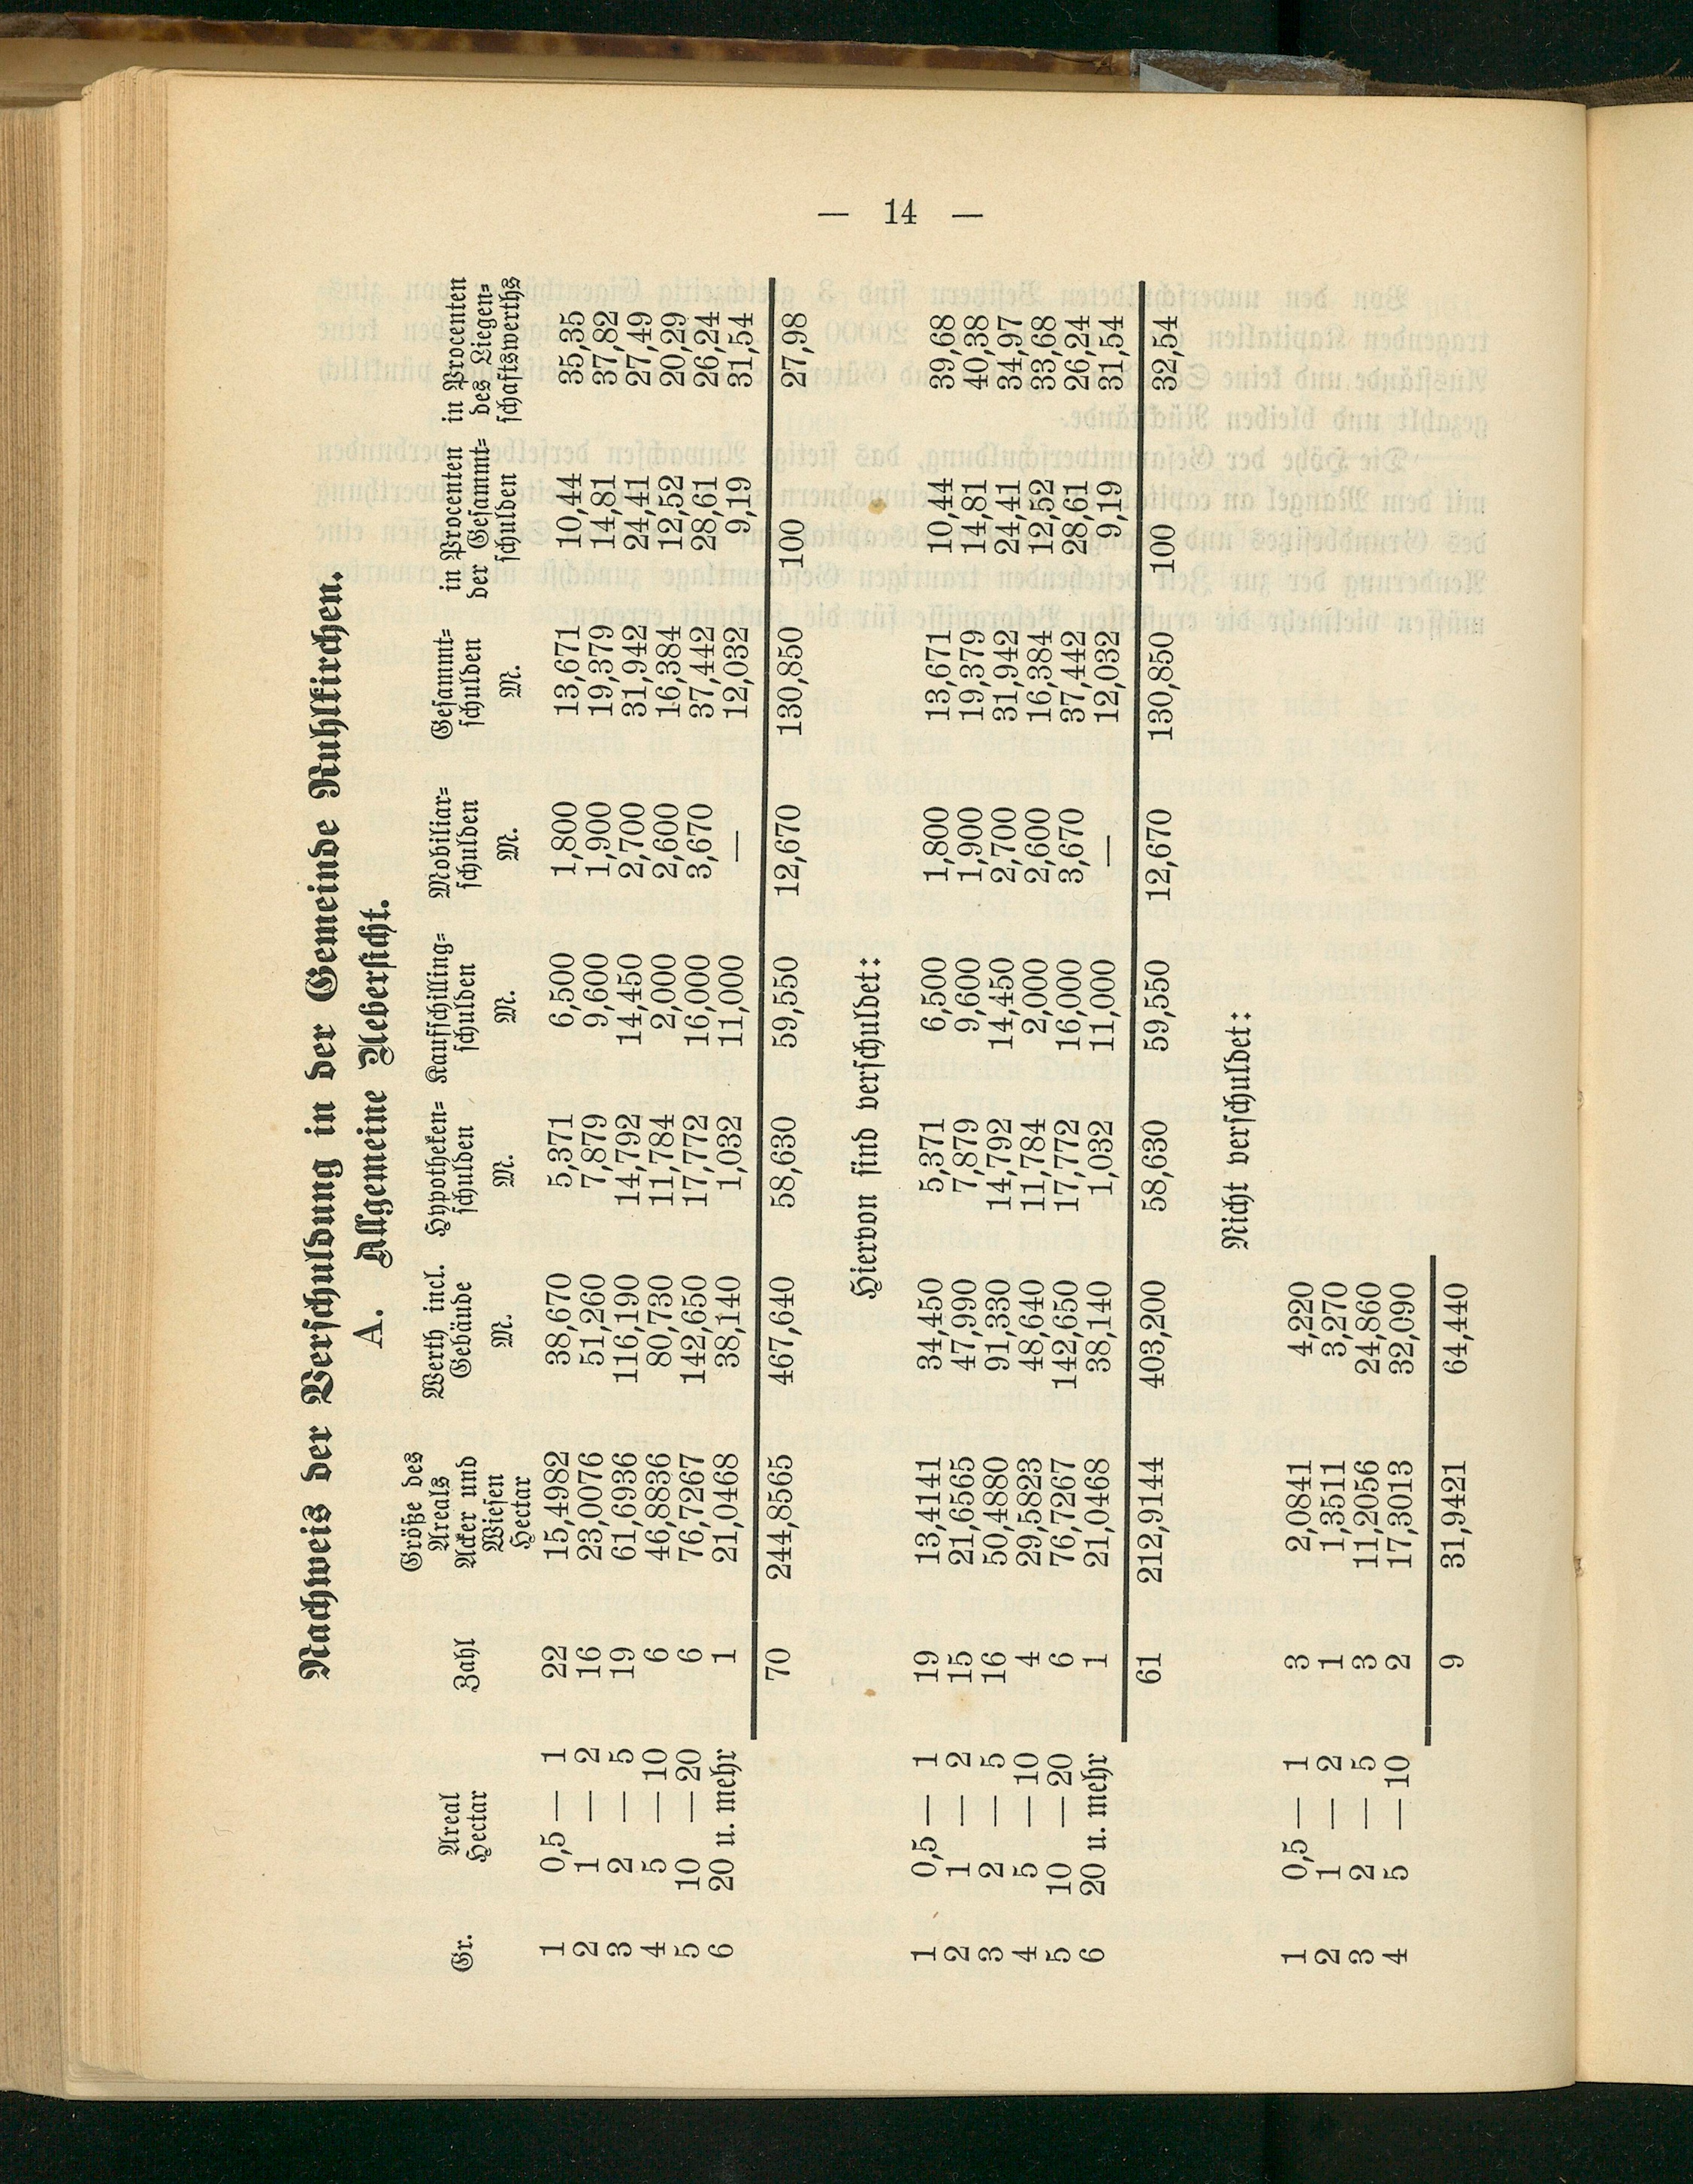 — 14 —
Nachweis der Verschuldung in der Gemeinde Ruhlkirchen.
A. Allgemeine Uebersicht.
Gr. Areal Hectar Zahl Größe des Areals Acker und Wiesen Hectar Werth incl. Gebäude M. Hypotheken-schulden M. Kaufschilling-schulden M. Mobiliar-schulden M. Gesammt-schulden M. in Procenten der Gesammt-schulden in Procenten des Liegen-schaftswerths
1 0,5 — 1 22 15,4982 38,670 5,371 6,500 1,800 13,671 10,44 35,35
2 1 — 2 16 23,0076 51,260 7,879 9,600 1,900 19,379 14,81 37,82
3 2 — 5 19 61,6936 116,190 14,792 14,450 2,700 31,942 24,41 27,49
4 5 — 10 6 46,8836 80,730 11,784 2,000 2,600 16,384 12,52 20,29
5 10 — 20 6 76,7267 142,650 17,772 16,000 3,670 37,442 28,61 26,24
6 20 u. mehr 1 21,0468 38,140 1,032 11,000 — 12,032 9,19 31,54
70 244,8565 467,640 58,630 59,550 12,670 130,850 100 27,98
Hiervon sind verschuldet:
1 0,5 — 1 19 13,4141 34,450 5,371 6,500 1,800 13,671 10,44 39,68
2 1 — 2 15 21,6565 47,990 7,879 9,600 1,900 19,379 14,81 40,38
3 2 — 5 16 50,4880 91,330 14,792 14,450 2,700 31,942 24,41 34,97
4 5 — 10 4 29,5823 48,640 11,784 2,000 2,600 16,384 12,52 33,68
5 10 — 20 6 76,7267 142,650 17,772 16,000 3,670 37,442 28,61 26,24
6 20 u. mehr 1 21,0468 38,140 1,032 11,000 — 12,032 9,19 31,54
61 212,9144 403,200 58,630 59,550 12,670 130,850 100 32,54
Nicht verschuldet:
1 0,5 — 1 3 2,0841 4,220
2 1 — 2 1 1,3511 3,270
3 2 — 5 3 11,2056 24,860
4 5 — 10 2 17,3013 32,090
9 31,9421 64,440